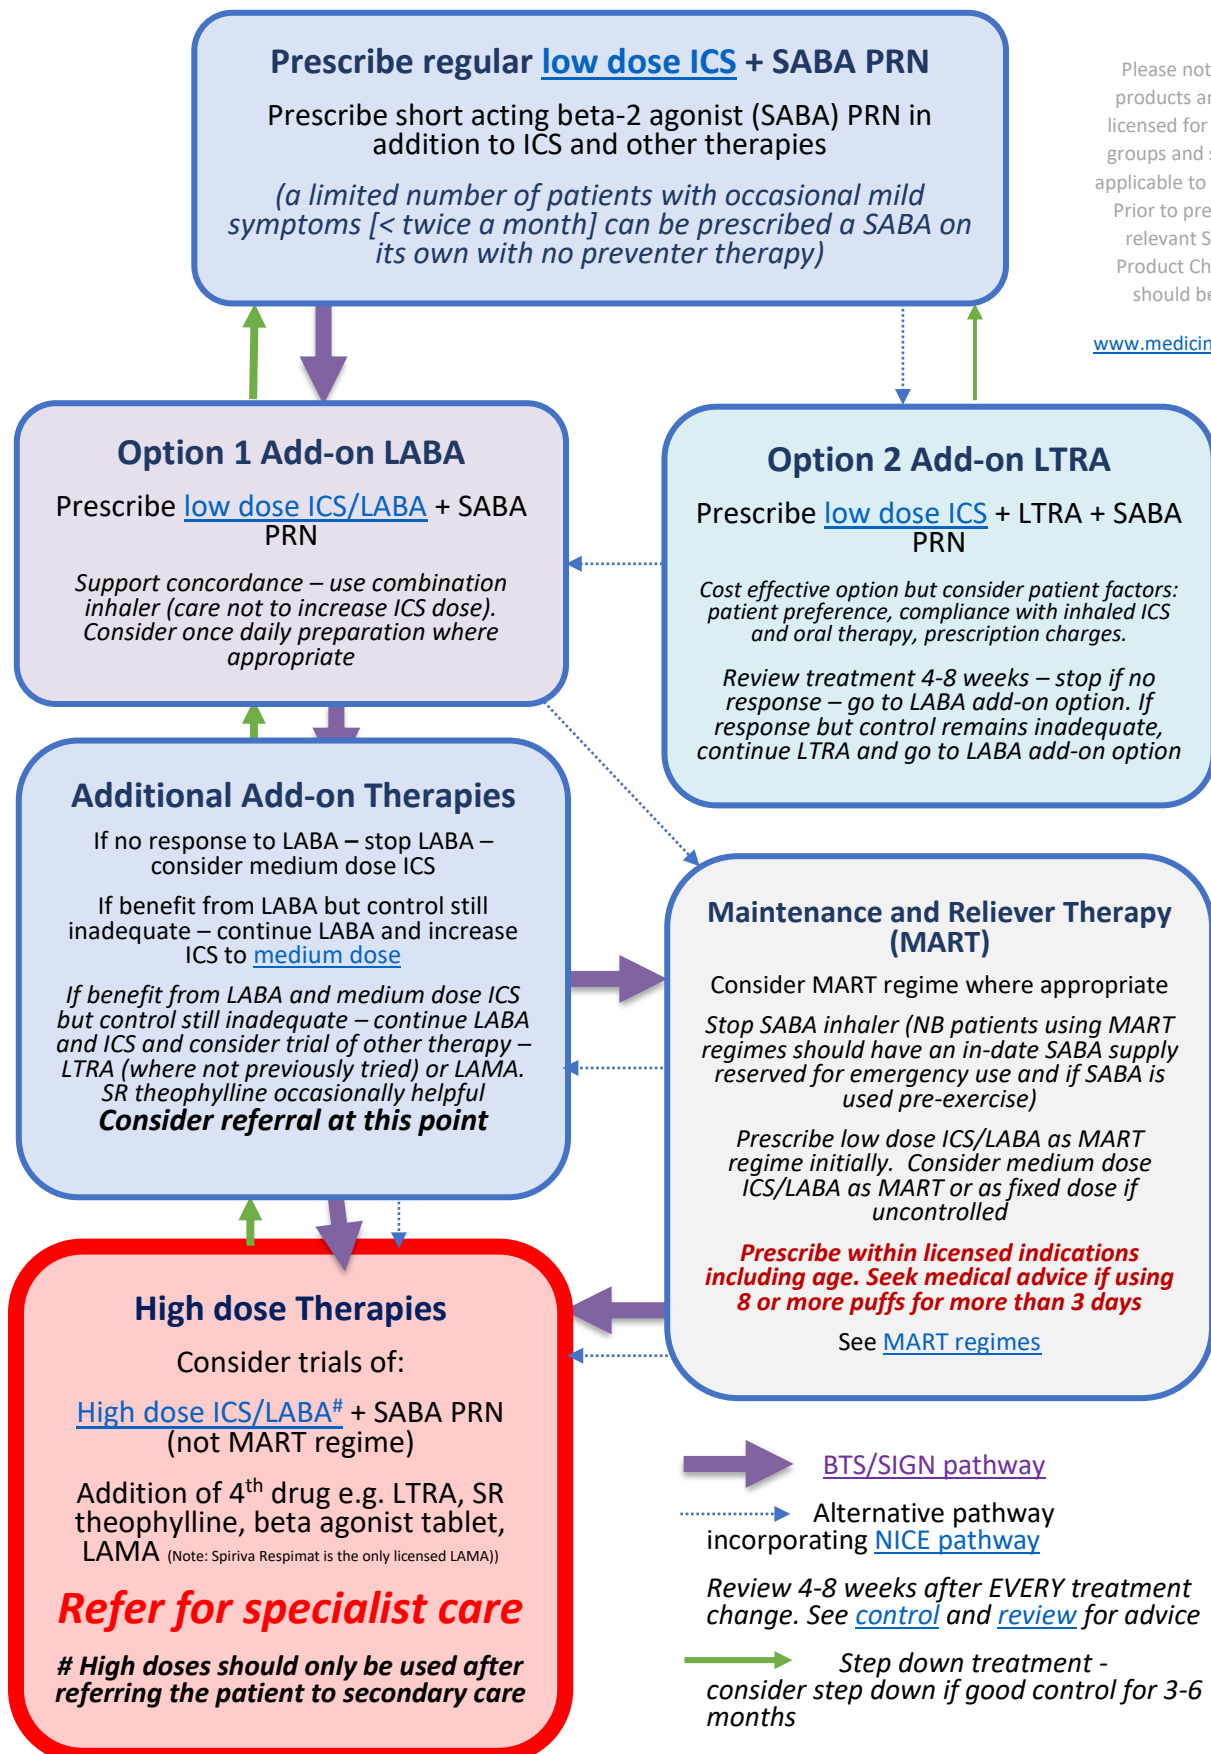 Prescribe regular low dose ICS + SABA PRN
Prescribe short acting beta-2 agonist (SABA) PRN in
addition to ICS and other therapies
(a limited number of patients with occasional mild
symptoms [< twice a month] can be prescribed a SABA on
its own with no preventer therapy)
Please not
products a
licensed for
groups and s
applicable to
Prior to pre
relevant S
Product Ch
should be
www.medicin
Option 1 Add-on LABA
Prescribe low dose ICS/LABA + SABA
PRN
Support concordance – use combination
inhaler (care not to increase ICS dose).
Consider once daily preparation where
appropriate
Option 2 Add-on LTRA
Prescribe low dose ICS + LTRA + SABA
PRN
Cost effective option but consider patient factors:
patient preference, compliance with inhaled ICS
and oral therapy, prescription charges.
Review treatment 4-8 weeks – stop if no
response – go to LABA add-on option. If
response but control remains inadequate,
continue LTRA and go to LABA add-on option
Additional Add-on Therapies
If no response to LABA – stop LABA –
consider medium dose ICS
If benefit from LABA but control still
inadequate – continue LABA and increase
ICS to medium dose
If benefit from LABA and medium dose ICS
but control still inadequate – continue LABA
and ICS and consider trial of other therapy –
LTRA (where not previously tried) or LAMA.
SR theophylline occasionally helpful
Consider referral at this point
Maintenance and Reliever Therapy
(MART)
Consider MART regime where appropriate
Stop SABA inhaler (NB patients using MART
regimes should have an in-date SABA supply
reserved for emergency use and if SABA is
used pre-exercise)
Prescribe low dose ICS/LABA as MART
regime initially. Consider medium dose
ICS/LABA as MART or as fixed dose if
uncontrolled
Prescribe within licensed indications
including age. Seek medical advice if using
8 or more puffs for more than 3 days
See MART regimes
High dose Therapies
Consider trials of:
High dose ICS/LABA# + SABA PRN
(not MART regime)
Addition of 4th drug e.g. LTRA, SR
theophylline, beta agonist tablet,
LAMA (Note: Spiriva Respimat is the only licensed LAMA))
Refer for specialist care
# High doses should only be used after
referring the patient to secondary care
BTS/SIGN pathway
Alternative pathway
incorporating NICE pathway
Review 4-8 weeks after EVERY treatment
change. See control and review for advice
Step down treatment -
consider step down if good control for 3-6
months